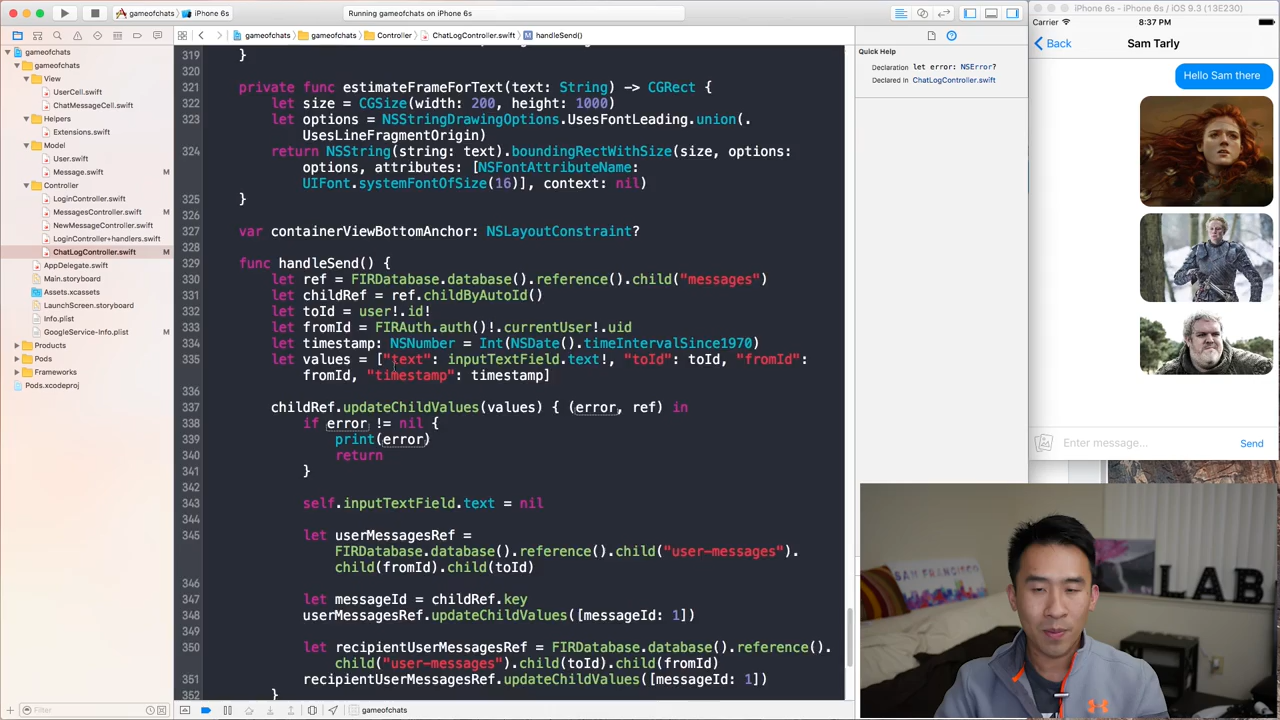 gameofchats
iPhone 6s
Running gameofchats on iPhone 6s
iPhone 6s - iPhone 6s / iOS 9.3 (13E230)
gameofchats
gameofchats
Controller
ChatLogController.swift
M
handleSend()
gameofchats
gameofchats
View
UserCell.swift
ChatMessageCell.swift
Helpers
Extensions.swift
Model
User.swift
Message.swift M
Controller
LoginController.swift
MessagesController.swift M
NewMessageController.swift
LoginController+handlers.swift
ChatLogController.swift M
AppDelegate.swift
Main.storyboard
Assets.xcassets
LaunchScreen.storyboard
Info.plist
GoogleService-Info.plist M
Products
Pods
Frameworks
Pods.xcodeproj
Filter
319 }
320
321 private func estimateFrameForText(text: String) -> CGRect {
322 let size = CGSize(width: 200, height: 1000)
323 let options = NSStringDrawingOptions.UsesFontLeading.union(.
UsesLineFragmentOrigin)
324 return NSString(string: text).boundingRectWithSize(size, options:
options, attributes: [NSFontAttributeName:
UIFont.systemFontOfSize(16)], context: nil)
325 }
326
327 var containerViewBottomAnchor: NSLayoutConstraint?
328
329 func handleSend() {
330 let ref = FIRDatabase.database().reference().child("messages")
331 let childRef = ref.childByAutoId()
332 let toId = user!.id!
333 let fromId = FIRAuth.auth()!.currentUser!.uid
334 let timestamp: NSNumber = Int(NSDate().timeIntervalSince1970)
335 let values = ["text": inputTextField.text!, "toId": toId, "fromId":
fromId, "timestamp": timestamp]
336
337 childRef.updateChildValues(values) { (error, ref) in
338 if error != nil {
339 print(error)
340 return
341 }
342
343 self.inputTextField.text = nil
344
345 let userMessagesRef =
FIRDatabase.database().reference().child("user-messages").
child(fromId).child(toId)
346
347 let messageId = childRef.key
348 userMessagesRef.updateChildValues([messageId: 1])
349
350 let recipientUserMessagesRef = FIRDatabase.database().reference().
child("user-messages").child(toId).child(fromId)
351 recipientUserMessagesRef.updateChildValues([messageId: 1])
352 }
gameofchats
Quick Help
Declaration let error: NSError?
Declared In ChatLogController.swift
Carrier 8:37 PM
Back Sam Tarly
Hello Sam there
Enter message... Send
SAN FRANCISCO
LAB